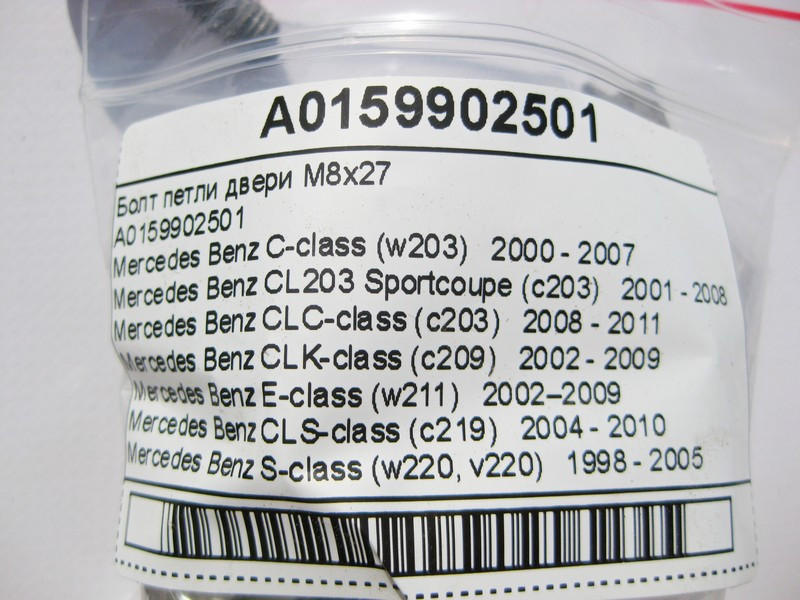 A0159902501
Болт петли двери M8x27
A0159902501
Mercedes Benz C-class (w203) 2000 - 2007
Mercedes Benz CL203 Sportcoupe (c203) 2001 - 2008
Mercedes Benz CLC-class (c203) 2008 - 2011
Mercedes Benz CLK-class (c209) 2002 - 2009
Mercedes Benz E-class (w211) 2002–2009
Mercedes Benz CLS-class (c219) 2004 - 2010
Mercedes Benz S-class (w220, v220) 1998 - 2005